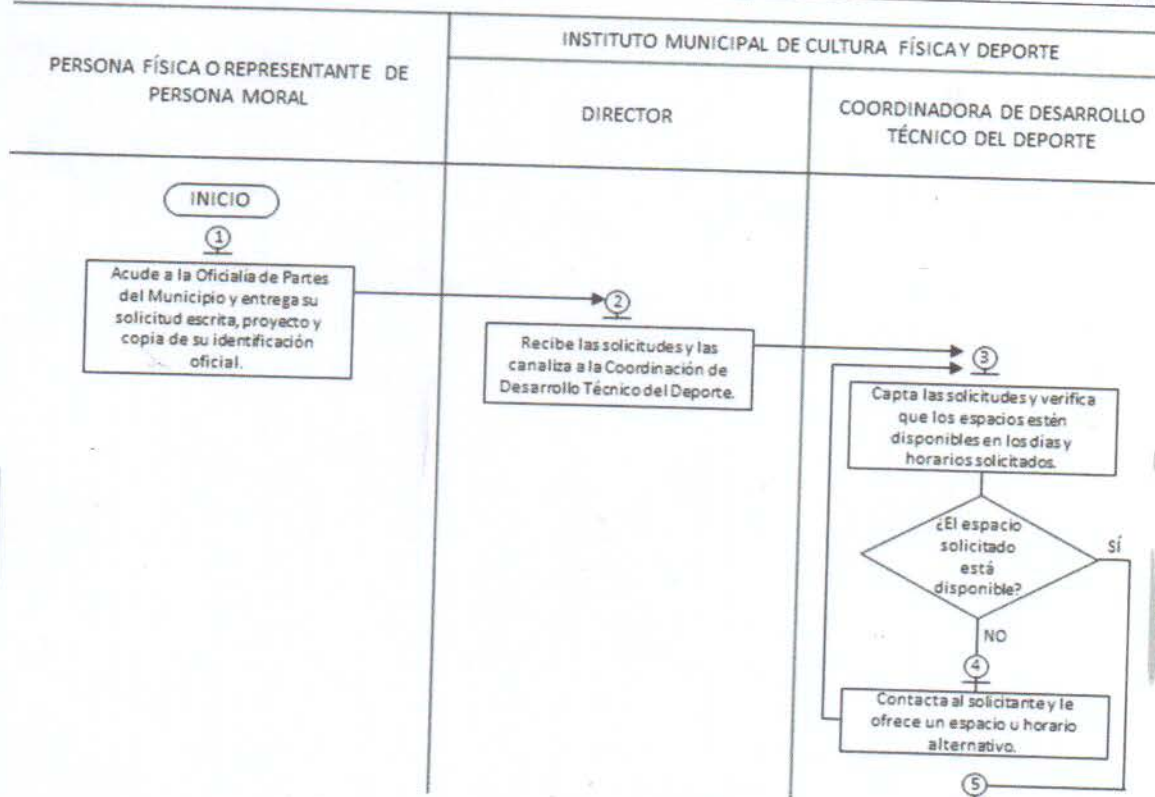 INSTITUTO MUNICIPAL DE CULTURA FÍSICA Y DEPORTE
PERSONA FÍSICA O REPRESENTANTE DE
PERSONA MORAL
DIRECTOR
COORDINADORA DE DESARROLLO
TÉCNICO DEL DEPORTE
INICIO
1
Acude a la Oficialía de Partes
del Municipio y entrega su
solicitud escrita, proyecto y
copia de su identificación
oficial.
2
Recibe las solicitudes y las
canaliza a la Coordinación de
Desarrollo Técnico del Deporte.
3
Capta las solicitudes y verifica
que los espacios estén
disponibles en los días y
horarios solicitados.
¿El espacio
solicitado
está
disponible?
SÍ
NO
4
Contacta al solicitante y le
ofrece un espacio u horario
alternativo.
5